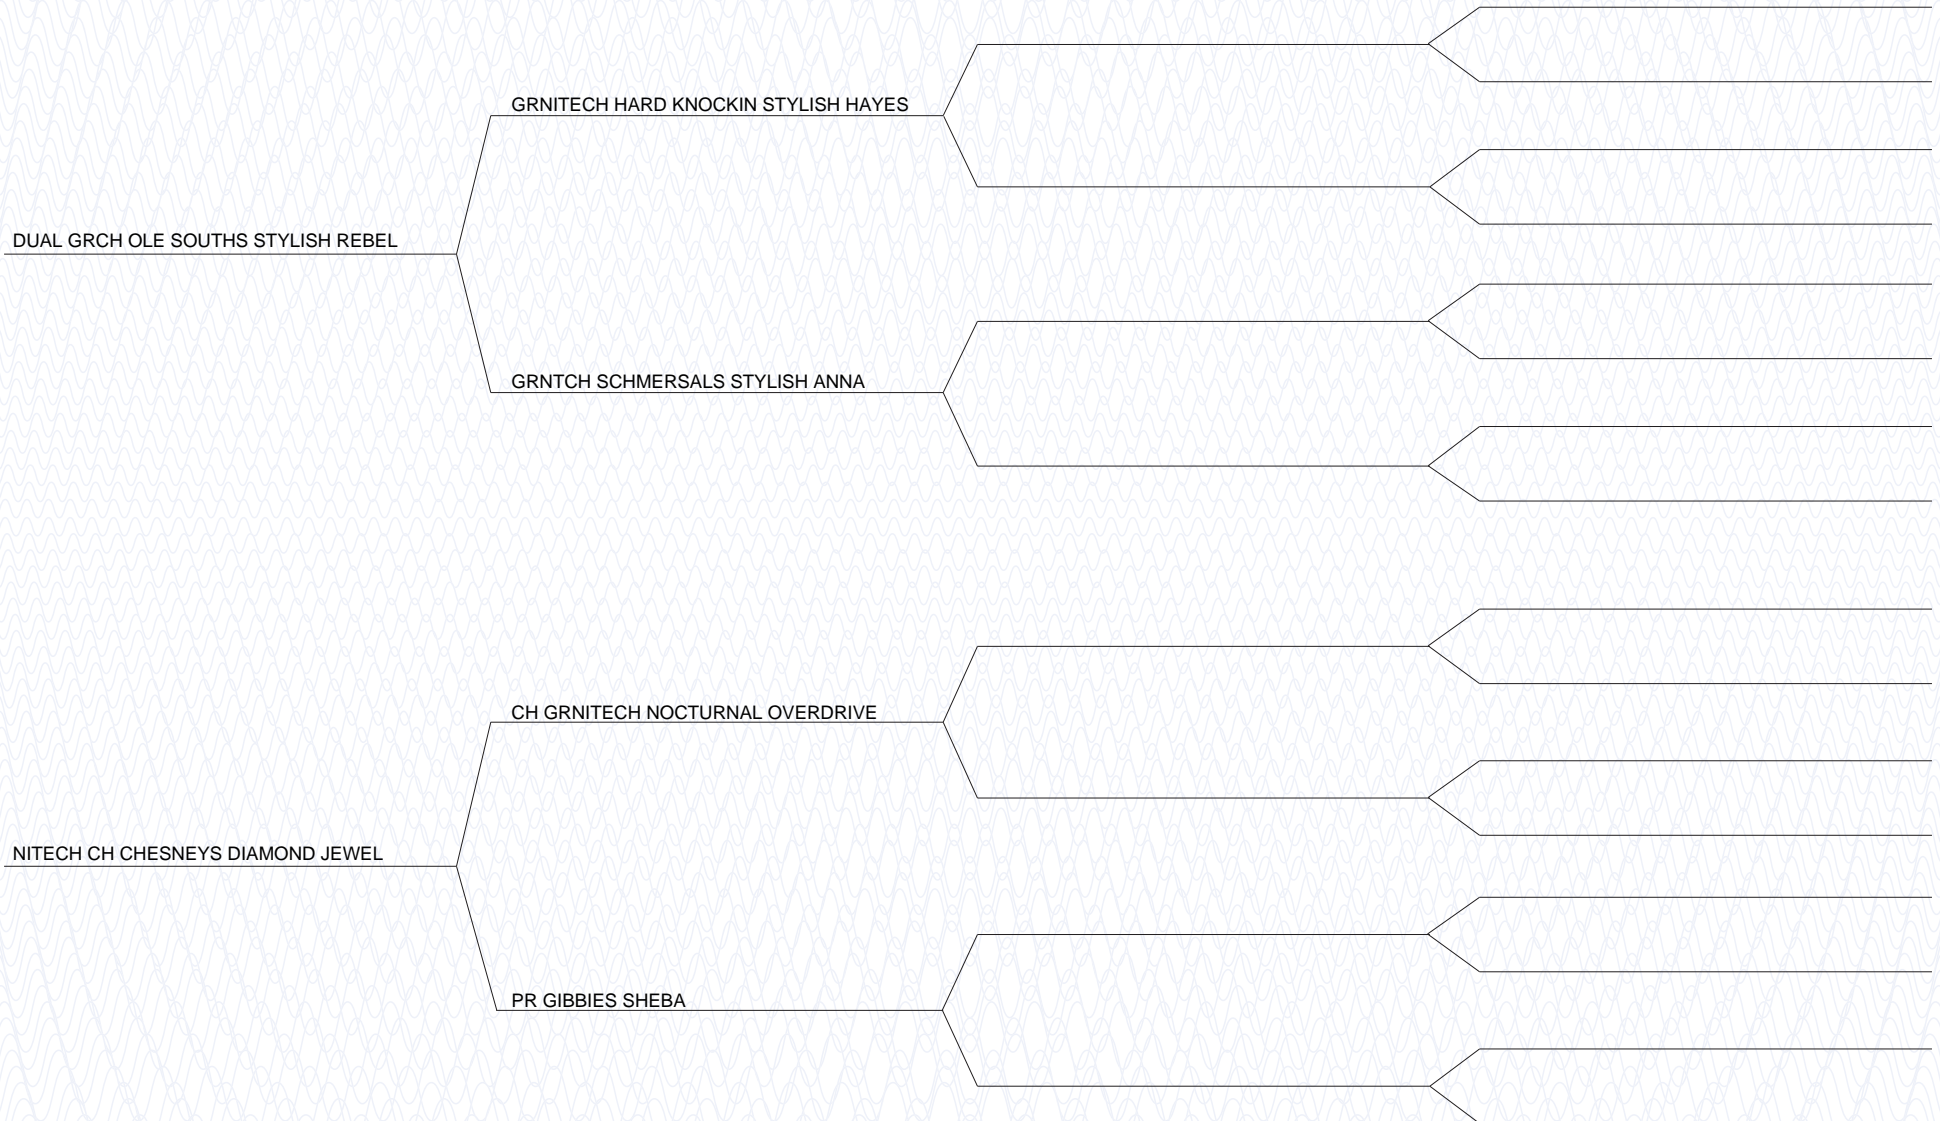 GRNITECH HARD KNOCKIN STYLISH HAYES
DUAL GRCH OLE SOUTHS STYLISH REBEL
GRNTCH SCHMERSALS STYLISH ANNA
CH GRNITECH NOCTURNAL OVERDRIVE
NITECH CH CHESNEYS DIAMOND JEWEL
PR GIBBIES SHEBA